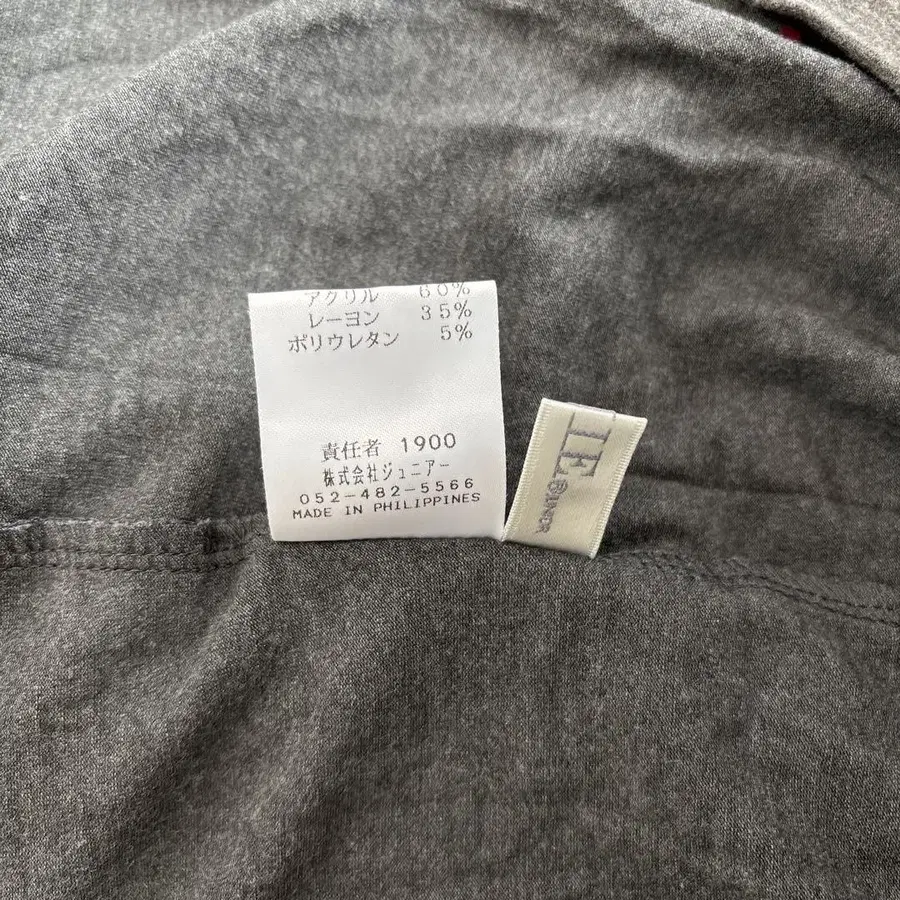 アクリル 60%
レーヨン 35%
ポリウレタン 5%
責任者 1900
株式会社ジュニアー
052-482-5566
MADE IN PHILIPPINES
IE